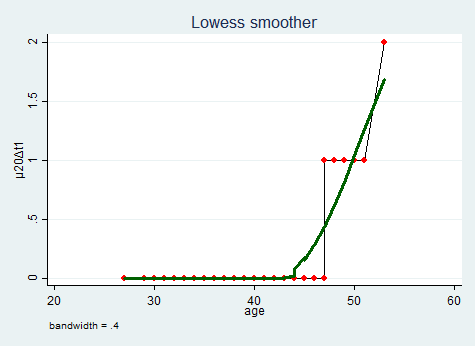 Lowess smoother
μ20Δt1
2
1.5
1
.5
0
20 30 40 50 60
age
bandwidth = .4